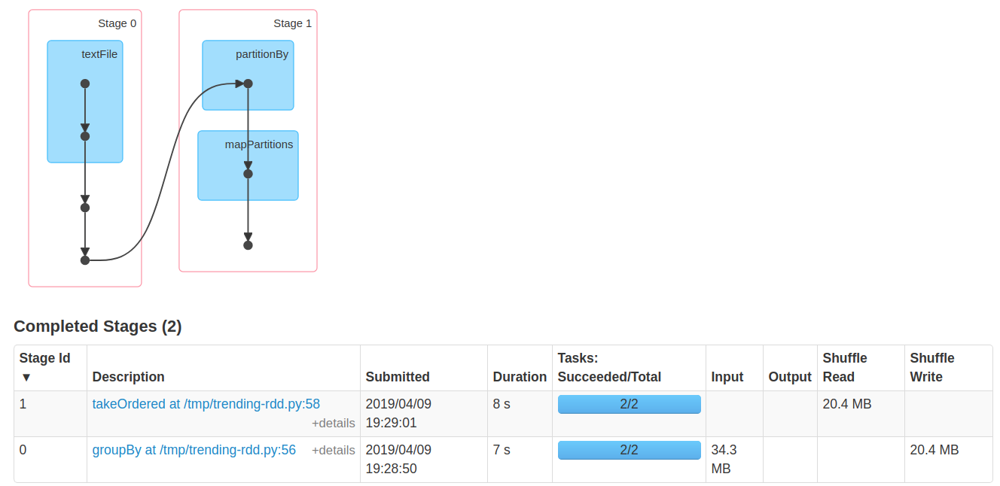 Stage 0
Stage 1
textFile
partitionBy
mapPartitions
Completed Stages (2)
Stage Id ▼
Description
Submitted
Duration
Tasks: Succeeded/Total
Input
Output
Shuffle Read
Shuffle Write
1
takeOrdered at /tmp/trending-rdd.py:58
+details
2019/04/09
19:29:01
8 s
2/2
20.4 MB
0
groupBy at /tmp/trending-rdd.py:56 +details
2019/04/09
19:28:50
7 s
2/2
34.3
MB
20.4 MB